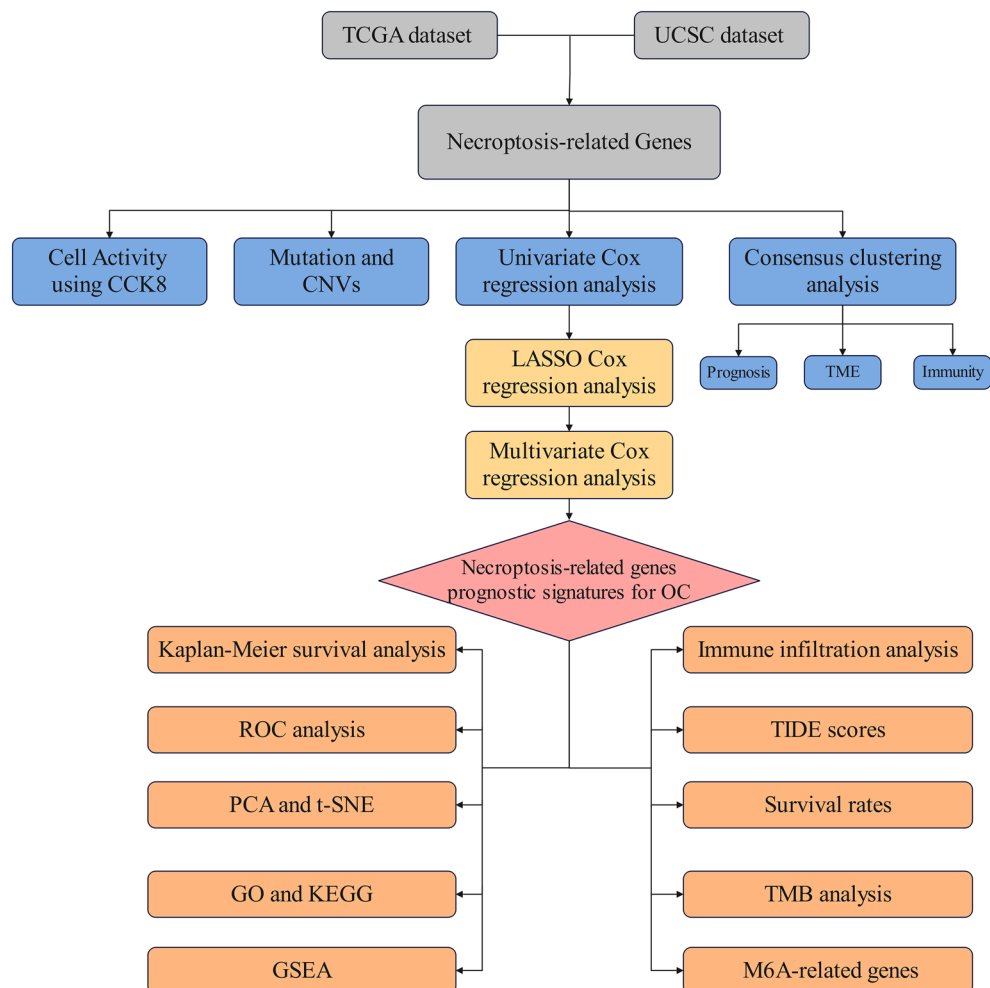 TCGA dataset
UCSC dataset
Necroptosis-related Genes
Cell Activity
using CCK8
Mutation and
CNVs
Univariate Cox
regression analysis
Consensus clustering
analysis
LASSO Cox
regression analysis
Prognosis
TME
Immunity
Multivariate Cox
regression analysis
Necroptosis-related genes
prognostic signatures for OC
Kaplan-Meier survival analysis
Immune infiltration analysis
ROC analysis
TIDE scores
PCA and t-SNE
Survival rates
GO and KEGG
TMB analysis
GSEA
M6A-related genes